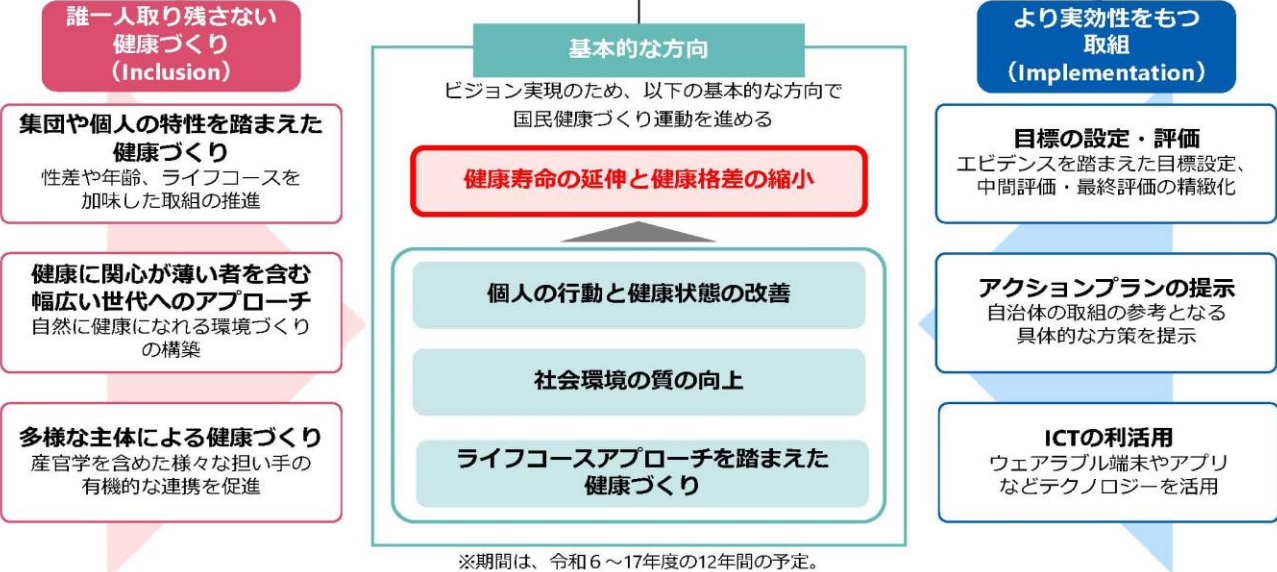 誰一人取り残さない
健康づくり
（Inclusion）
集団や個人の特性を踏まえた
健康づくり
性差や年齢、ライフコースを
加味した取組の推進
健康に関心が薄い者を含む
幅広い世代へのアプローチ
自然に健康になれる環境づくり
の構築
多様な主体による健康づくり
産官学を含めた様々な担い手の
有機的な連携を促進
基本的な方向
ビジョン実現のため、以下の基本的な方向で
国民健康づくり運動を進める
健康寿命の延伸と健康格差の縮小
個人の行動と健康状態の改善
社会環境の質の向上
ライフコースアプローチを踏まえた
健康づくり
※期間は、令和６～17年度の12年間の予定。
より実効性をもつ
取組
（Implementation）
目標の設定・評価
エビデンスを踏まえた目標設定、
中間評価・最終評価の精緻化
アクションプランの提示
自治体の取組の参考となる
具体的な方策を提示
ICTの利活用
ウェアラブル端末やアプリ
などテクノロジーを活用